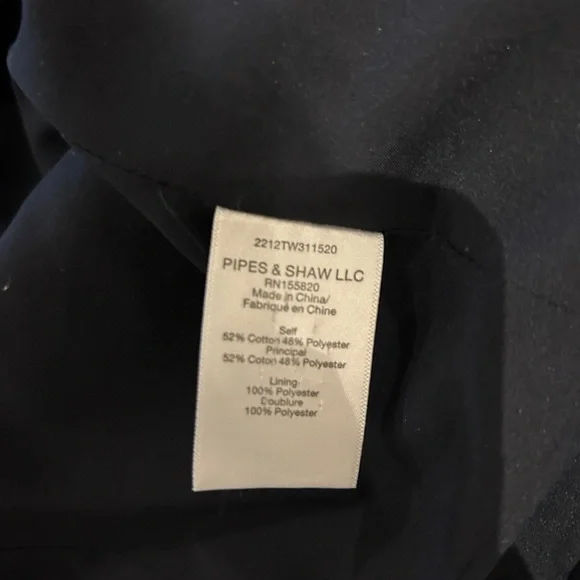 2212TW311520
PIPES & SHAW LLC
RN155820
Made in China/
Fabriqué en Chine
Self
52% Cotton 48% Polyester
Principal
52% Coton 48% Polyester
Lining
100% Polyester
Doublure
100% Polyester